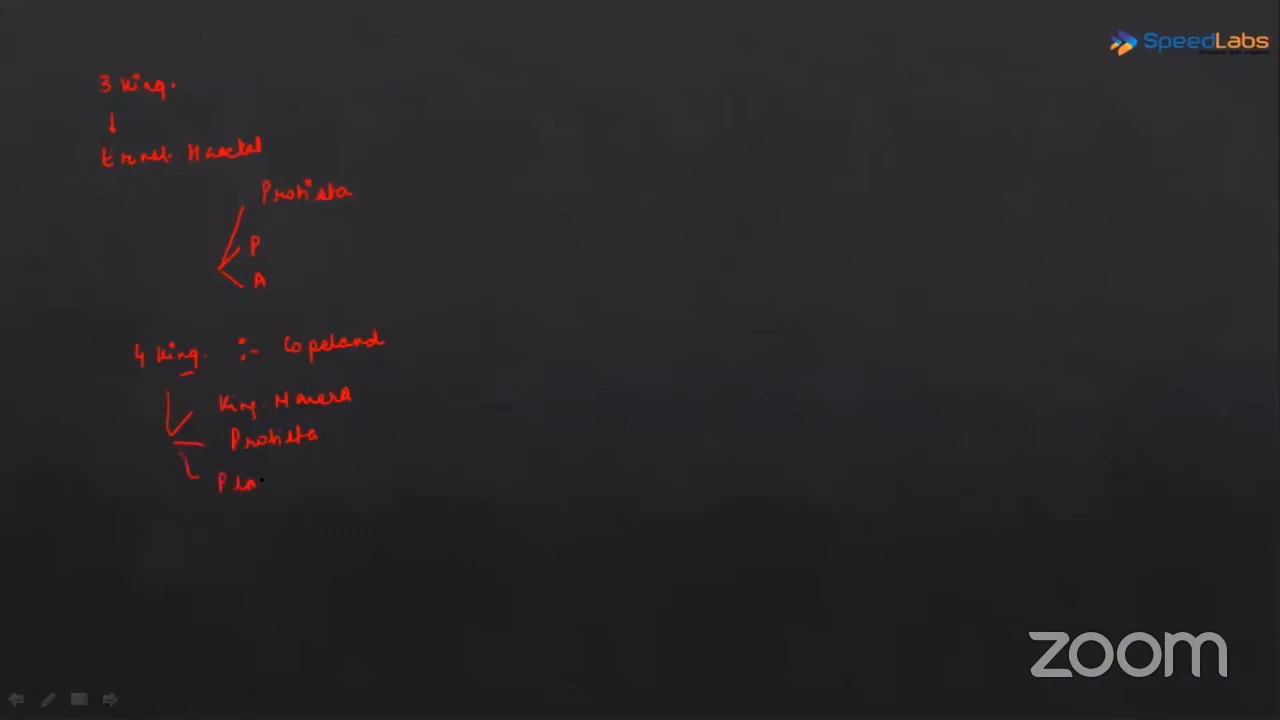 SpeedLabs
3 King.
Ernst Haeckel
Protista
P
A
4 King. :- Copeland
King. Monera
Protista
Pla
zoom